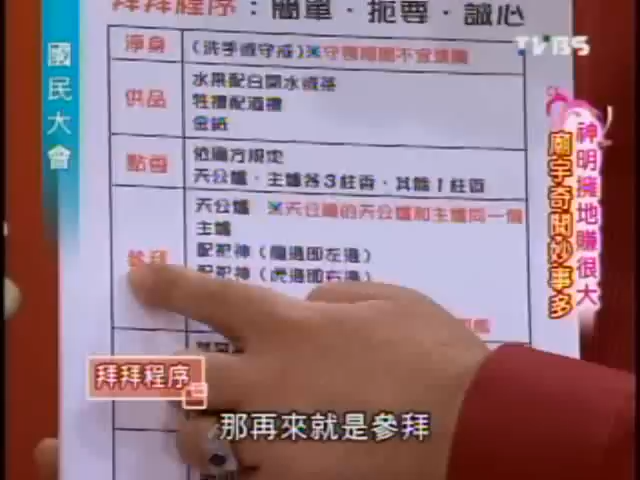 拜拜程序：簡單．扼要．誠心
TVBS
國民大會
神明擁地賺很大
廟宇奇聞妙事多
淨身
（洗手或守戒）
供品
水果配白開水或茶
牲禮配酒禮
金紙
點香
依廟方規定
天公爐、主爐各3柱香，其餘1柱香
參拜
天公爐 ※天公廟的天公爐和主爐同一個
主爐
配祀神（龍邊即左邊）
配祀神（虎邊即右邊）
拜拜程序
那再來就是參拜